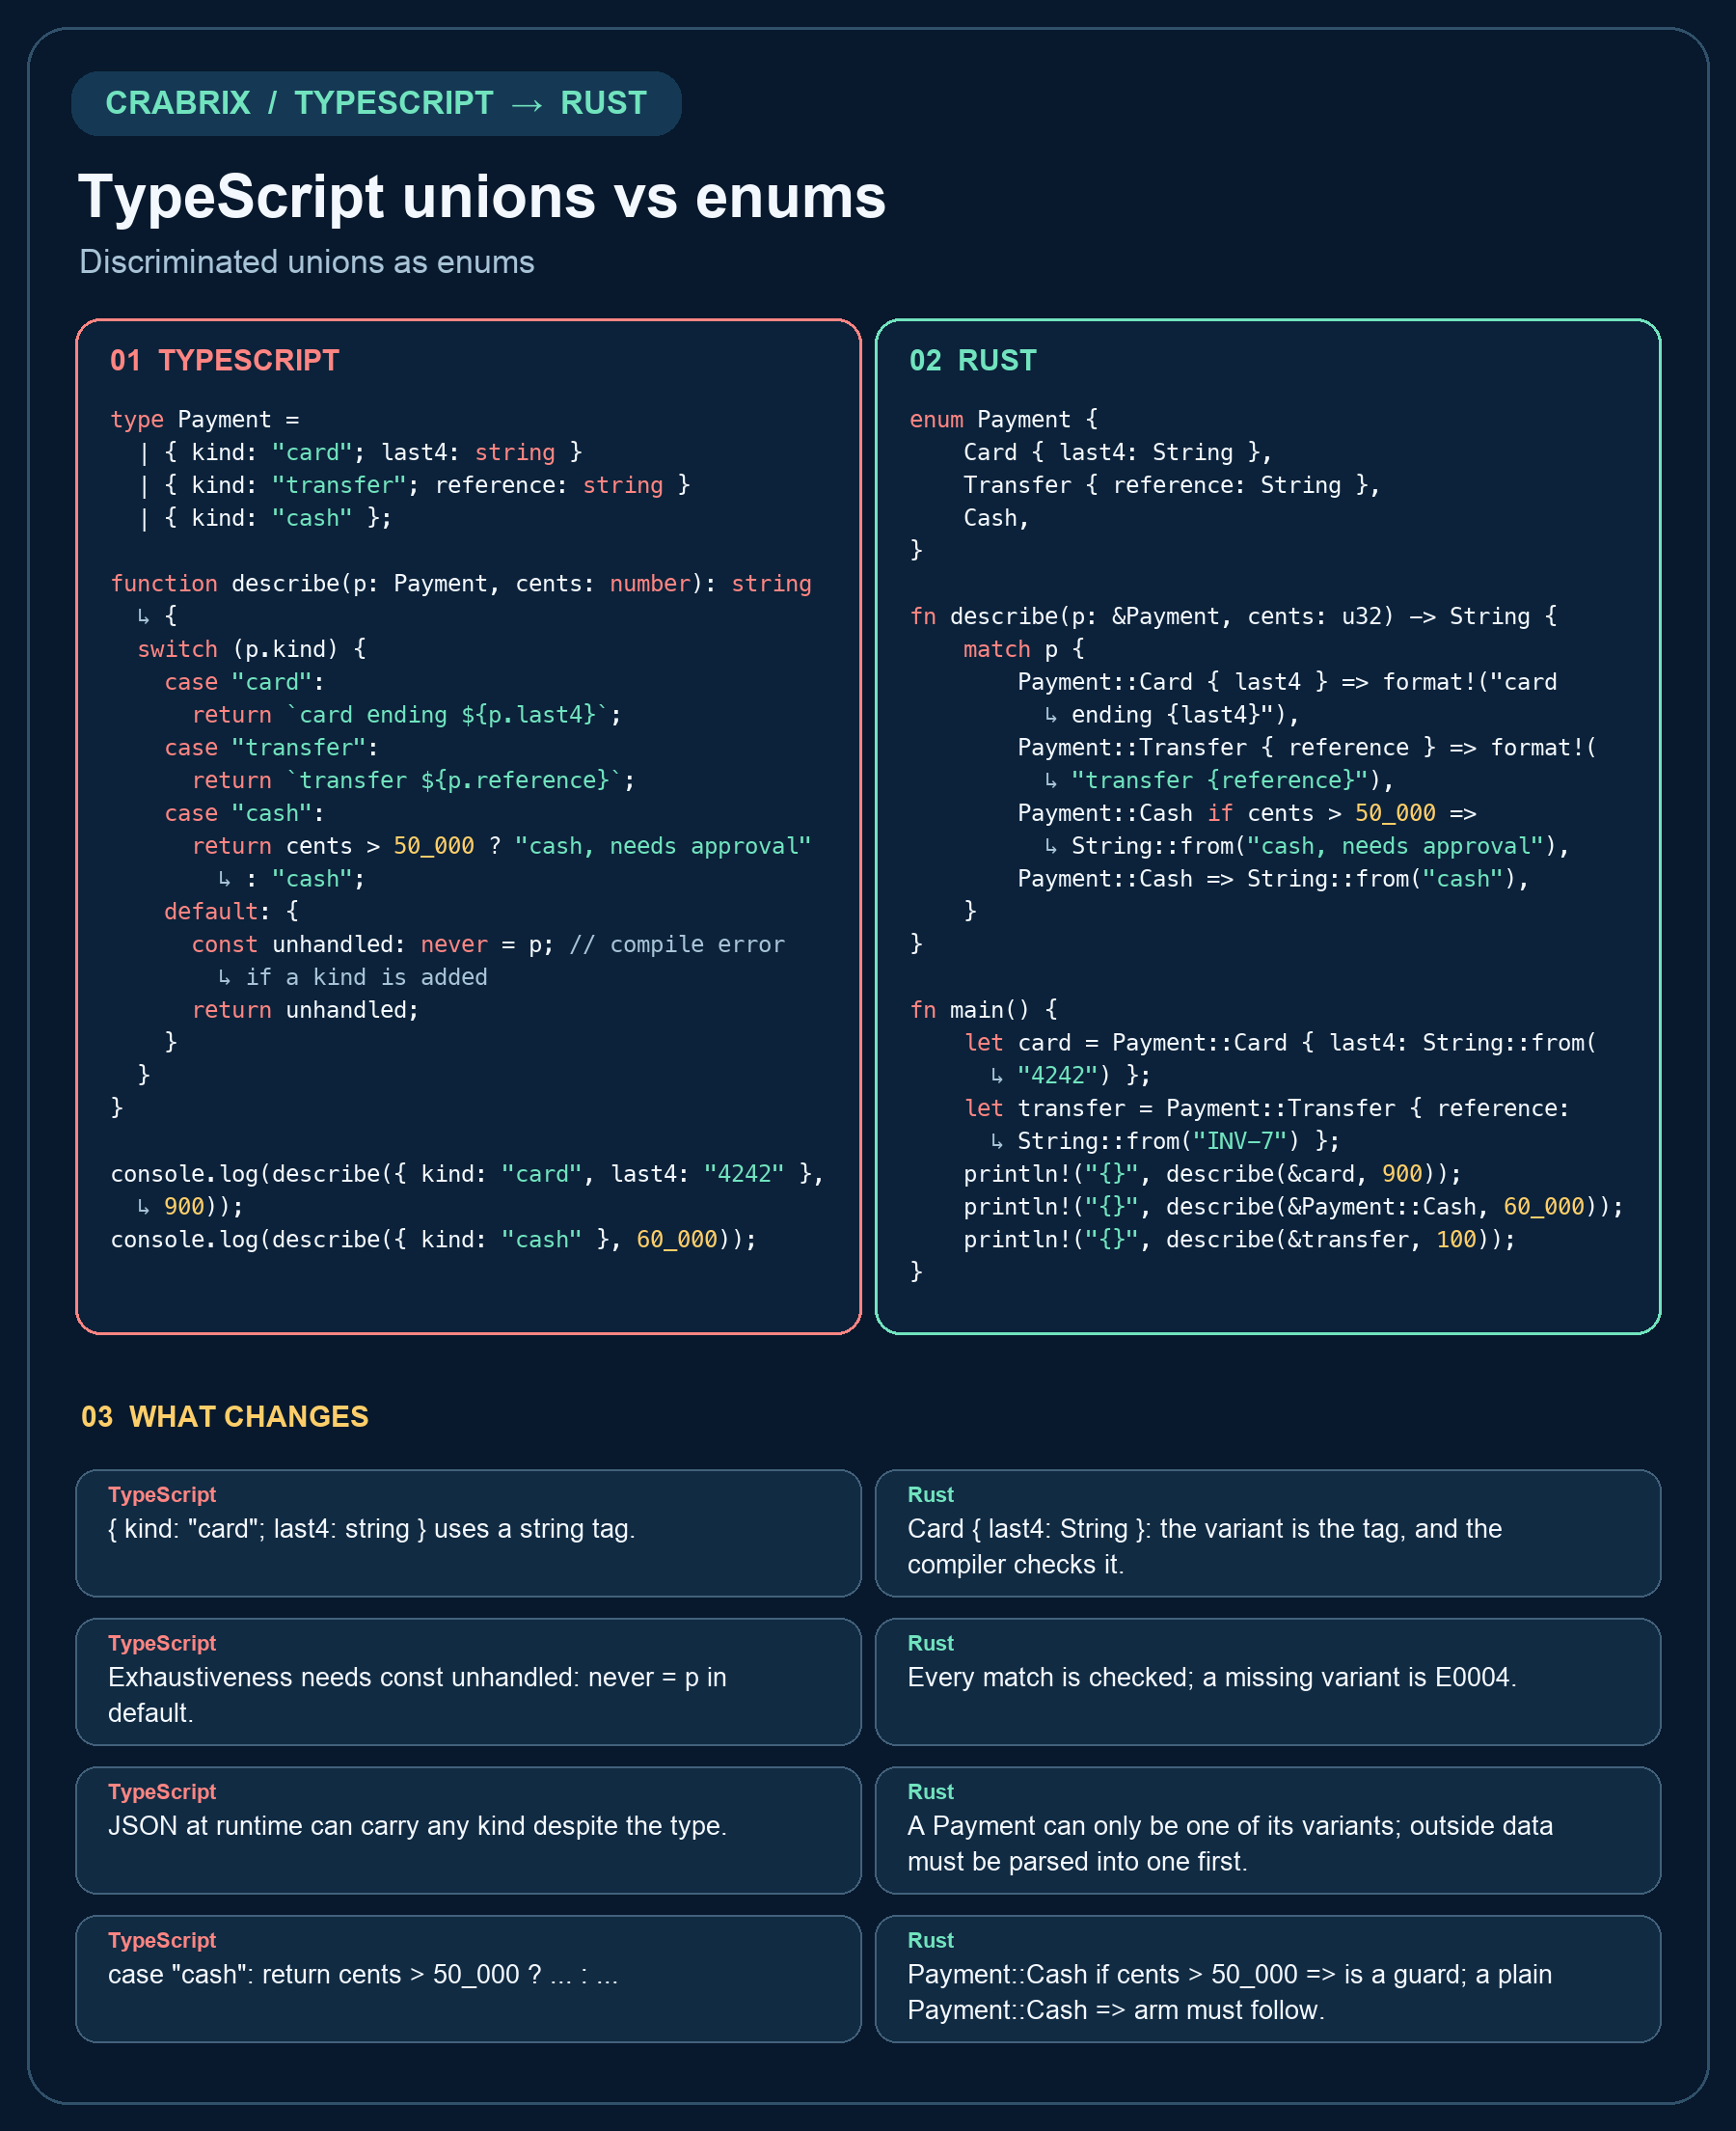 CRABRIX / TYPESCRIPT → RUST
TypeScript unions vs enums
Discriminated unions as enums
01 TYPESCRIPT
type Payment =
  | { kind: "card"; last4: string }
  | { kind: "transfer"; reference: string }
  | { kind: "cash" };
function describe(p: Payment, cents: number): string
  ↳ {
  switch (p.kind) {
    case "card":
      return `card ending ${p.last4}`;
    case "transfer":
      return `transfer ${p.reference}`;
    case "cash":
      return cents > 50_000 ? "cash, needs approval"
        ↳ : "cash";
    default: {
      const unhandled: never = p; // compile error
        ↳ if a kind is added
      return unhandled;
    }
  }
}
console.log(describe({ kind: "card", last4: "4242" },
  ↳ 900));
console.log(describe({ kind: "cash" }, 60_000));
02 RUST
enum Payment {
    Card { last4: String },
    Transfer { reference: String },
    Cash,
}
fn describe(p: &Payment, cents: u32) -> String {
    match p {
        Payment::Card { last4 } => format!("card
          ↳ ending {last4}"),
        Payment::Transfer { reference } => format!(
          ↳ "transfer {reference}"),
        Payment::Cash if cents > 50_000 =>
          ↳ String::from("cash, needs approval"),
        Payment::Cash => String::from("cash"),
    }
}
fn main() {
    let card = Payment::Card { last4: String::from(
      ↳ "4242") };
    let transfer = Payment::Transfer { reference:
      ↳ String::from("INV-7") };
    println!("{}", describe(&card, 900));
    println!("{}", describe(&Payment::Cash, 60_000));
    println!("{}", describe(&transfer, 100));
}
03 WHAT CHANGES
TypeScript
{ kind: "card"; last4: string } uses a string tag.
Rust
Card { last4: String }: the variant is the tag, and the
compiler checks it.
TypeScript
Exhaustiveness needs const unhandled: never = p in
default.
Rust
Every match is checked; a missing variant is E0004.
TypeScript
JSON at runtime can carry any kind despite the type.
Rust
A Payment can only be one of its variants; outside data
must be parsed into one first.
TypeScript
case "cash": return cents > 50_000 ? ... : ...
Rust
Payment::Cash if cents > 50_000 => is a guard; a plain
Payment::Cash => arm must follow.